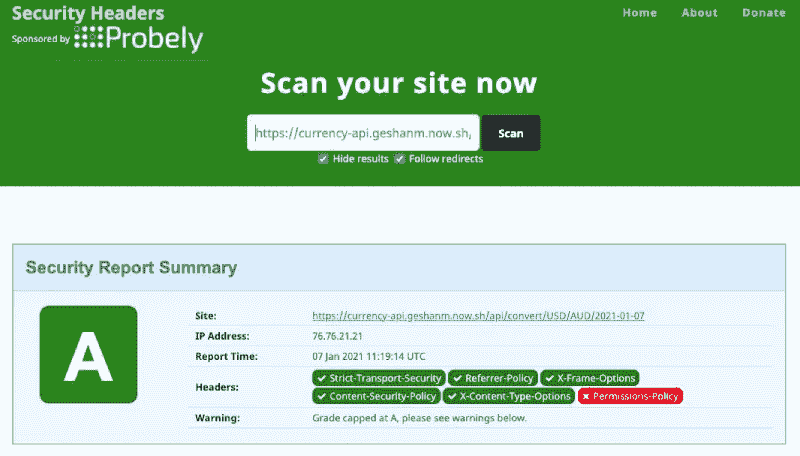 Security Headers
Home About Donate
Sponsored by Probely
Scan your site now
https://currency-api.geshanm.now.sh/ Scan
Hide results Follow redirects
Security Report Summary
A
Site: https://currency-api.geshanm.now.sh/api/convert/USD/AUD/2021-01-07
IP Address: 76.76.21.21
Report Time: 07 Jan 2021 11:19:14 UTC
Headers: ✔ Strict-Transport-Security ✔ Referrer-Policy ✔ X-Frame-Options
✔ Content-Security-Policy ✔ X-Content-Type-Options ✖ Permissions-Policy
Warning: Grade capped at A, please see warnings below.